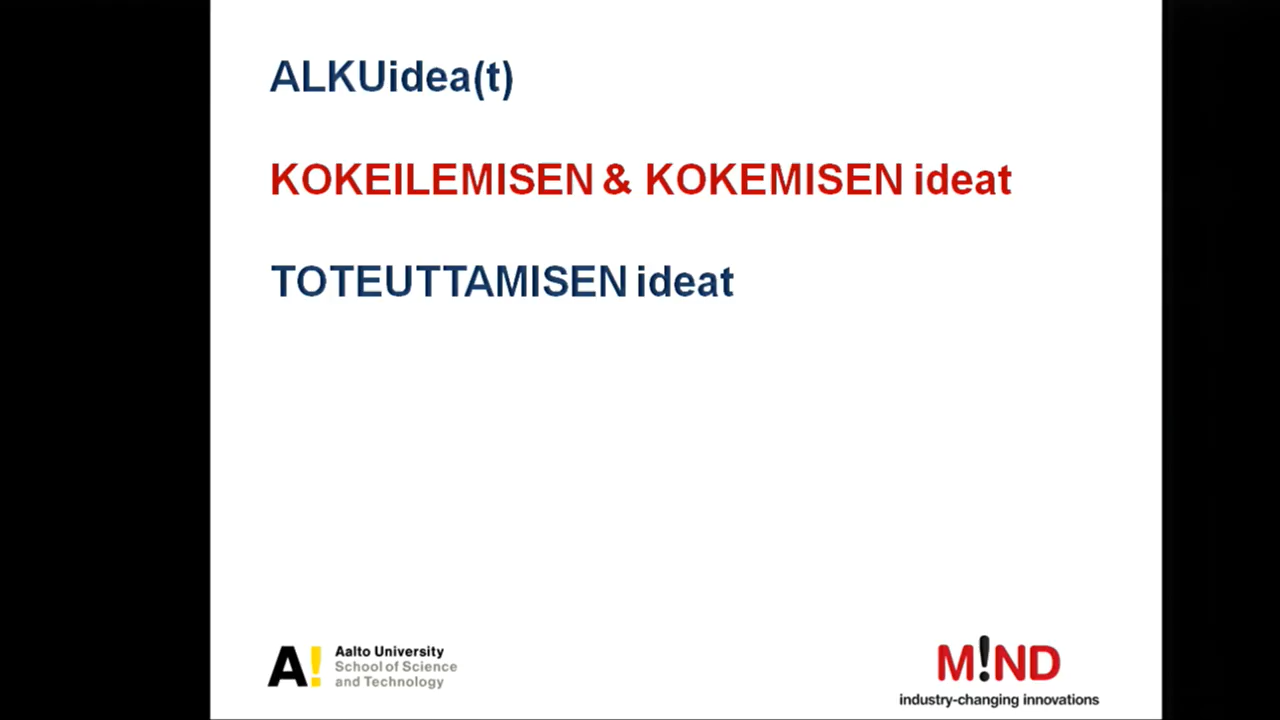 ALKUidea(t)
KOKEILEMISEN & KOKEMISEN ideat
TOTEUTTAMISEN ideat
A! Aalto University
School of Science
and Technology
M!ND
industry-changing innovations